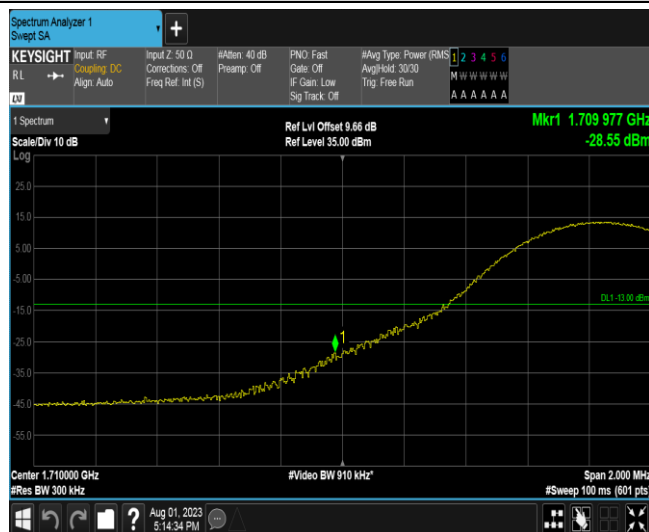 Spectrum Analyzer 1
Swept SA
+
KEYSIGHT
RL
LXI
Input: RF
Coupling: DC
Align: Auto
Input Z: 50 Ω
Corrections: Off
Freq Ref: Int (S)
#Atten: 40 dB
Preamp: Off
PNO: Fast
Gate: Off
IF Gain: Low
Sig Track: Off
#Avg Type: Power (RMS
Avg|Hold: 30/30
Trig: Free Run
1 2 3 4 5 6
M W W W W W
A A A A A A
1 Spectrum
Scale/Div 10 dB
Log
Ref Lvl Offset 9.66 dB
Ref Level 35.00 dBm
Mkr1 1.709 977 GHz
-28.55 dBm
25.0
15.0
5.00
-5.00
-15.0
-25.0
-35.0
-45.0
-55.0
DL1 -13.00 dBm
1
Center 1.710000 GHz
#Res BW 300 kHz
#Video BW 910 kHz*
Span 2.000 MHz
#Sweep 100 ms (601 pts)
?
Aug 01, 2023
5:14:34 PM